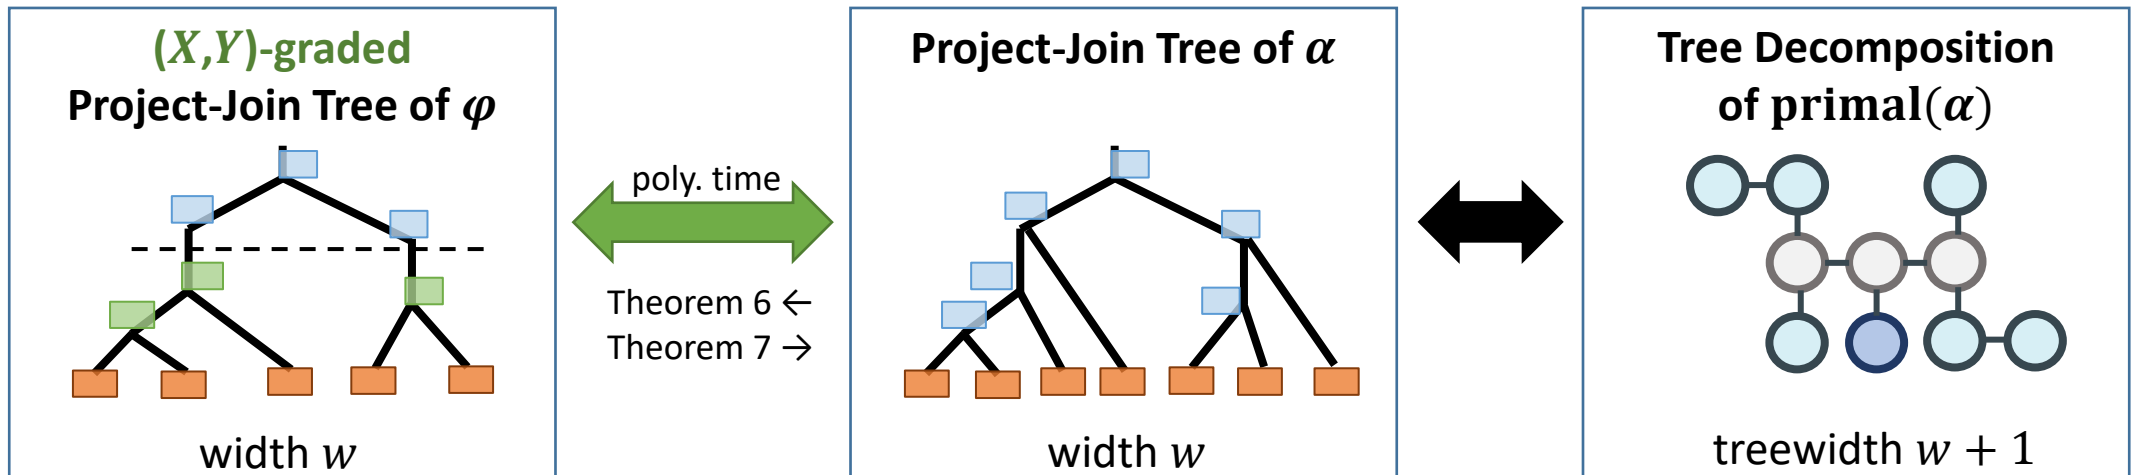 (X,Y)-graded
Project-Join Tree of φ
width w
poly. time
Theorem 6 ←
Theorem 7 →
Project-Join Tree of α
width w
Tree Decomposition
of primal(α)
treewidth w + 1